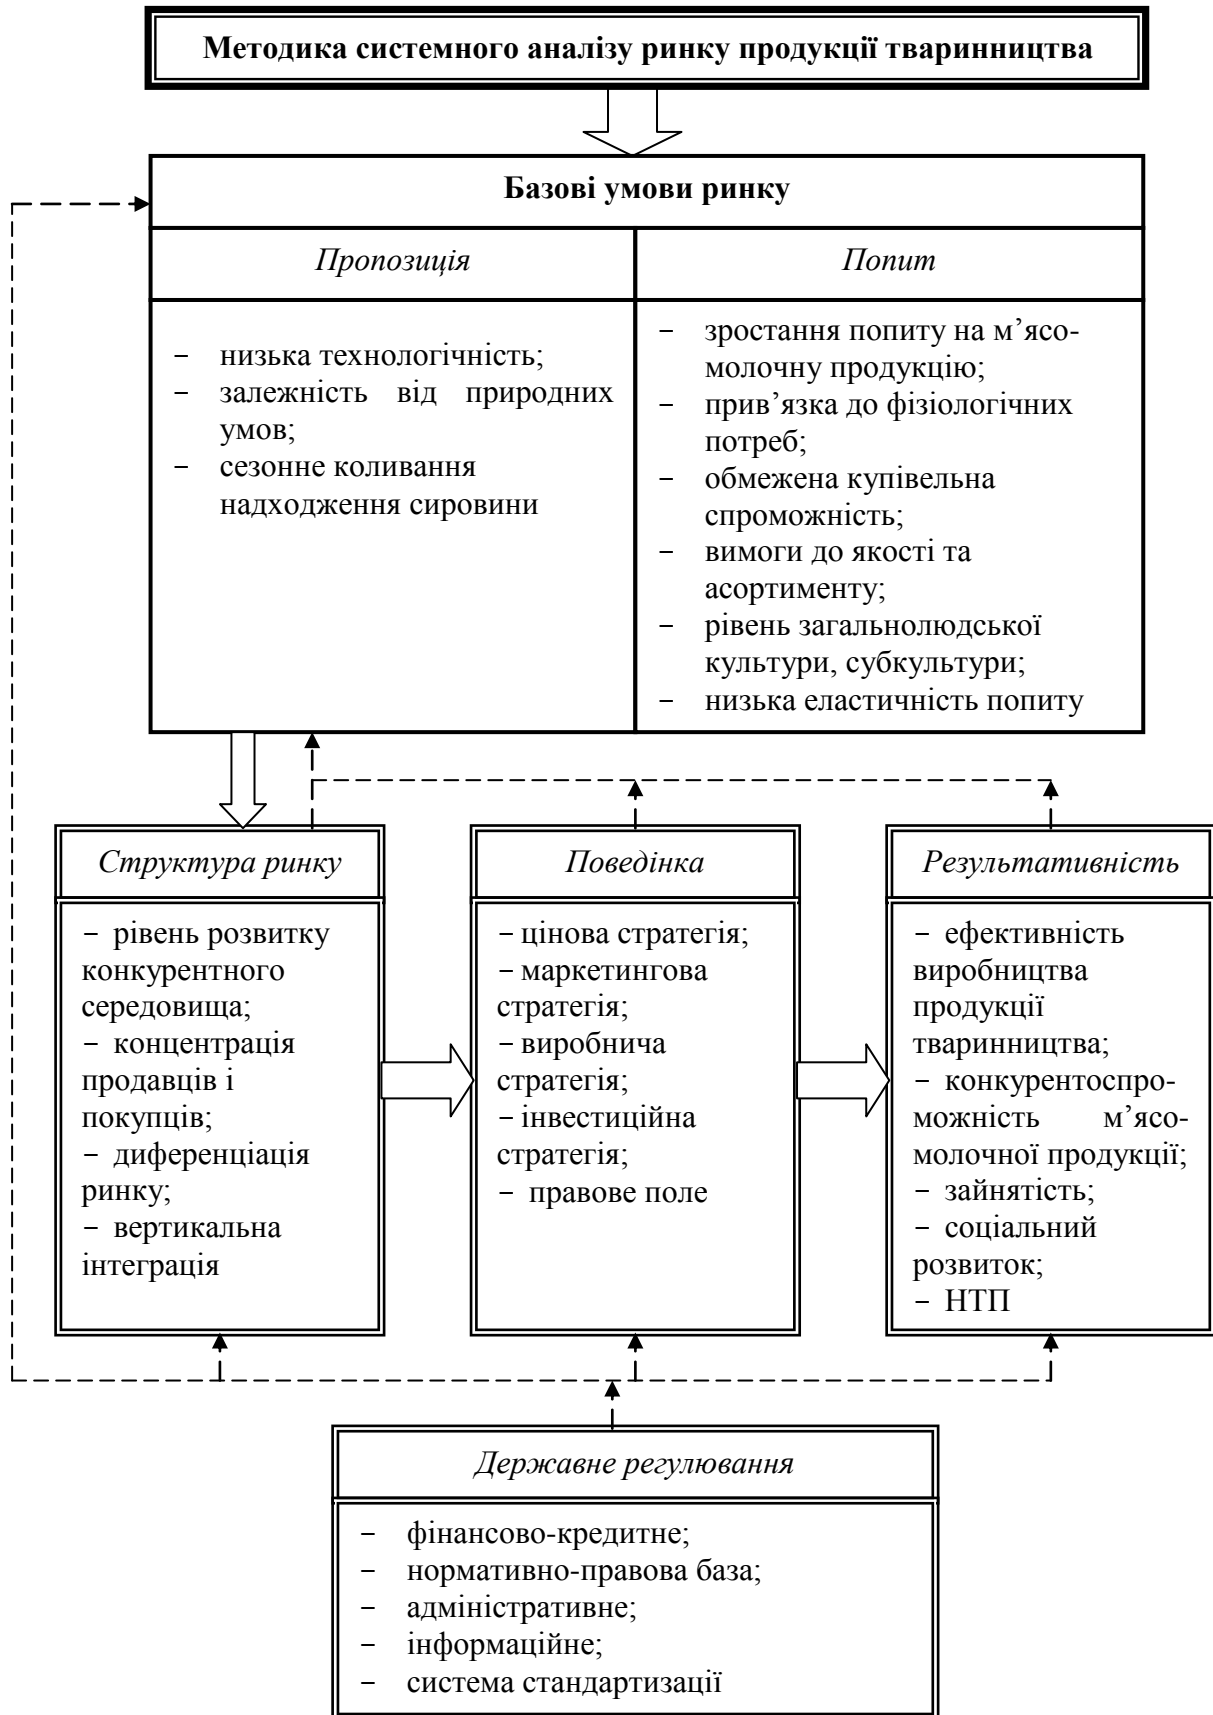 Методика системного аналізу ринку продукції тваринництва
Базові умови ринку
Пропозиція
Попит
– низька технологічність;
– залежність від природних
умов;
– сезонне коливання
надходження сировини
– зростання попиту на м’ясо-
молочну продукцію;
– прив’язка до фізіологічних
потреб;
– обмежена купівельна
спроможність;
– вимоги до якості та
асортименту;
– рівень загальнолюдської
культури, субкультури;
– низька еластичність попиту
Структура ринку
– рівень розвитку
конкурентного
середовища;
– концентрація
продавців і
покупців;
– диференціація
ринку;
– вертикальна
інтеграція
Поведінка
– цінова стратегія;
– маркетингова
стратегія;
– виробнича
стратегія;
– інвестиційна
стратегія;
– правове поле
Результативність
– ефективність
виробництва
продукції
тваринництва;
– конкурентоспро-
можність м’ясо-
молочної продукції;
– зайнятість;
– соціальний
розвиток;
– НТП
Державне регулювання
– фінансово-кредитне;
– нормативно-правова база;
– адміністративне;
– інформаційне;
– система стандартизації